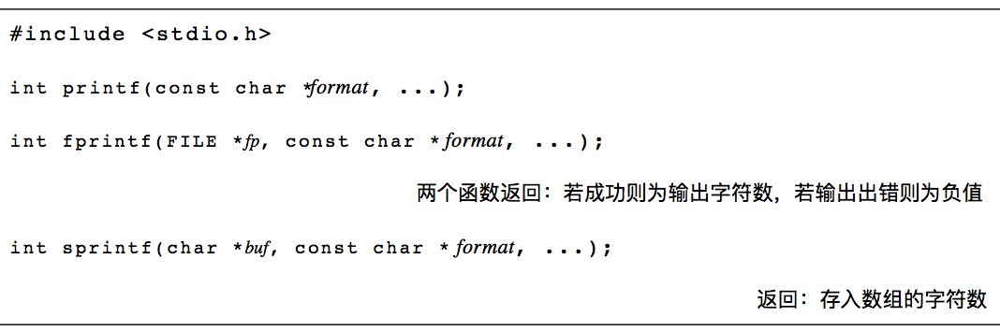 #include <stdio.h>
int printf(const char *format, ...);
int fprintf(FILE *fp, const char *format, ...);
两个函数返回：若成功则为输出字符数，若输出出错则为负值
int sprintf(char *buf, const char *format, ...);
返回：存入数组的字符数